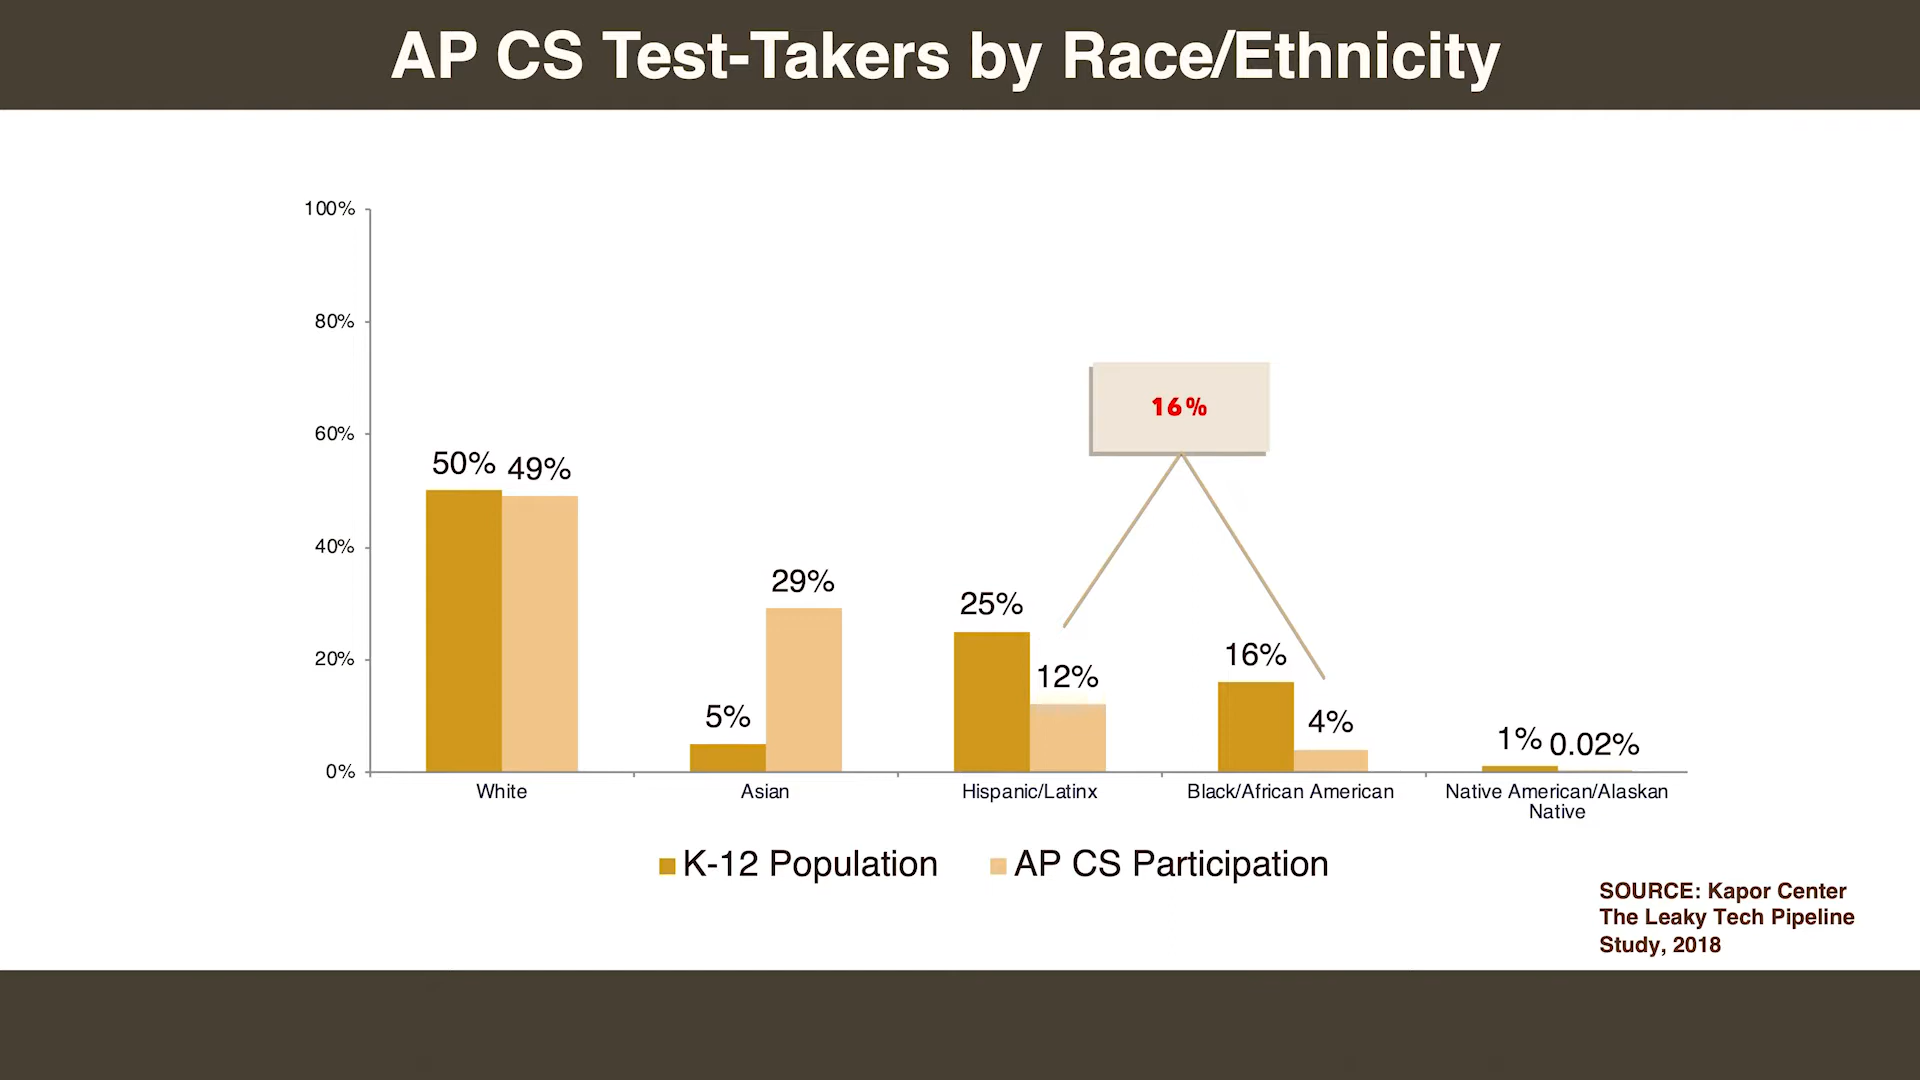 AP CS Test-Takers by Race/Ethnicity
100%
80%
60%
40%
20%
0%
16%
50% 49%
5% 29%
25% 12%
16% 4%
1% 0.02%
White
Asian
Hispanic/Latinx
Black/African American
Native American/Alaskan
Native
K-12 Population
AP CS Participation
SOURCE: Kapor Center
The Leaky Tech Pipeline
Study, 2018